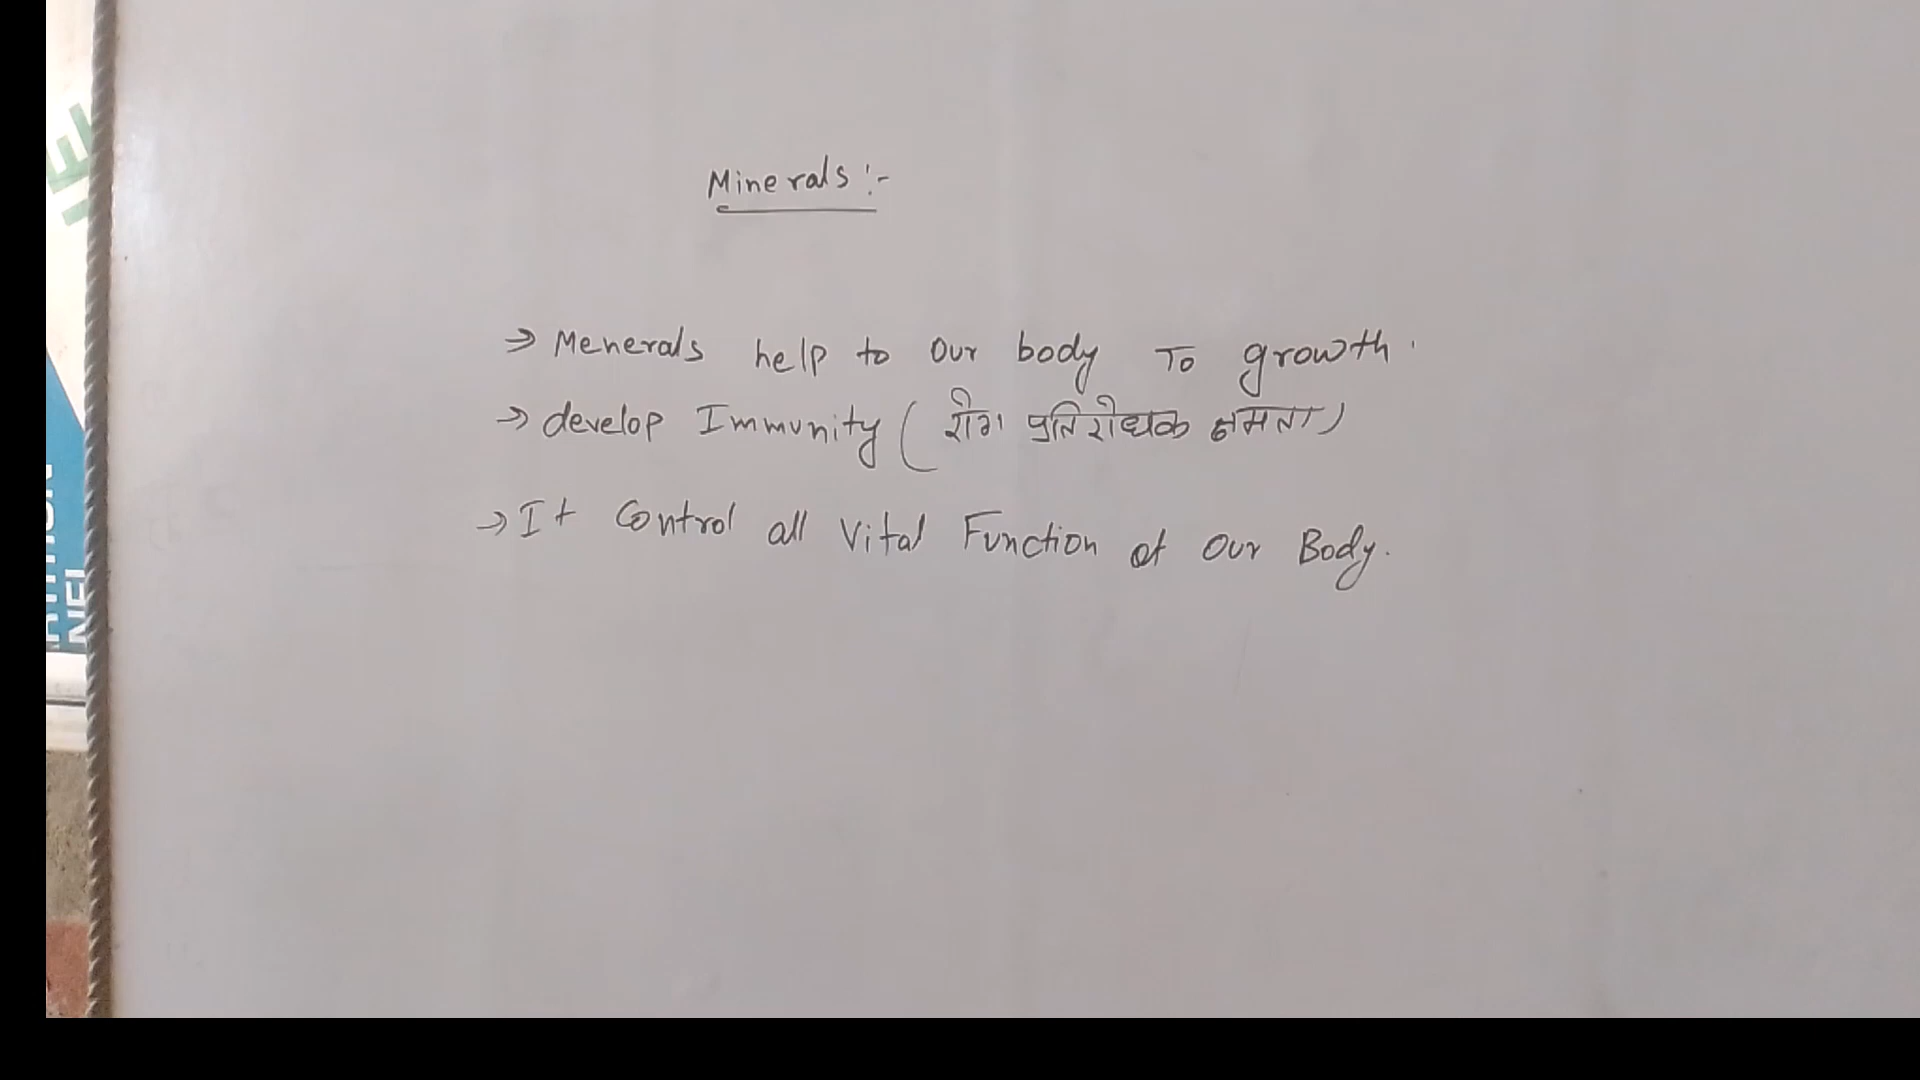 Minerals :-
→ Menerals help to our body To growth.
→ develop Immunity (रोग प्रतिरोधक क्षमता)
→ It Control all Vital Function of Our Body.
NEL